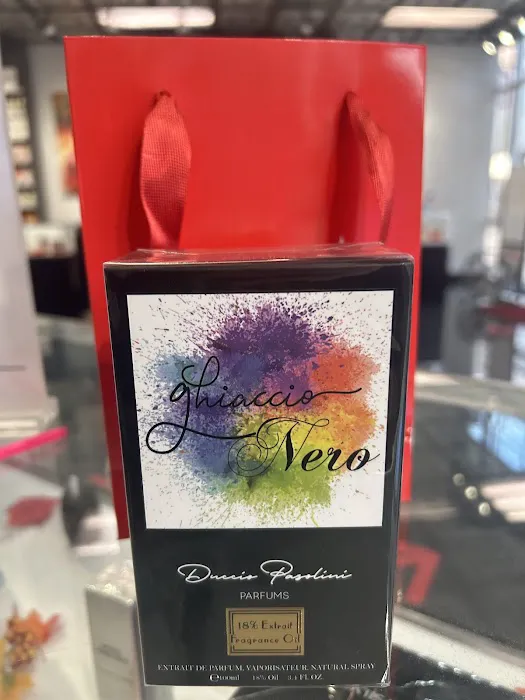 ghiaccio
Nero
Duccio Pasolini
PARFUMS
18% Extrait
Fragrance Oil
EXTRAIT DE PARFUM, VAPORISATEUR, NATURAL SPRAY
℮100ml 18% Oil 3.4 FL OZ.